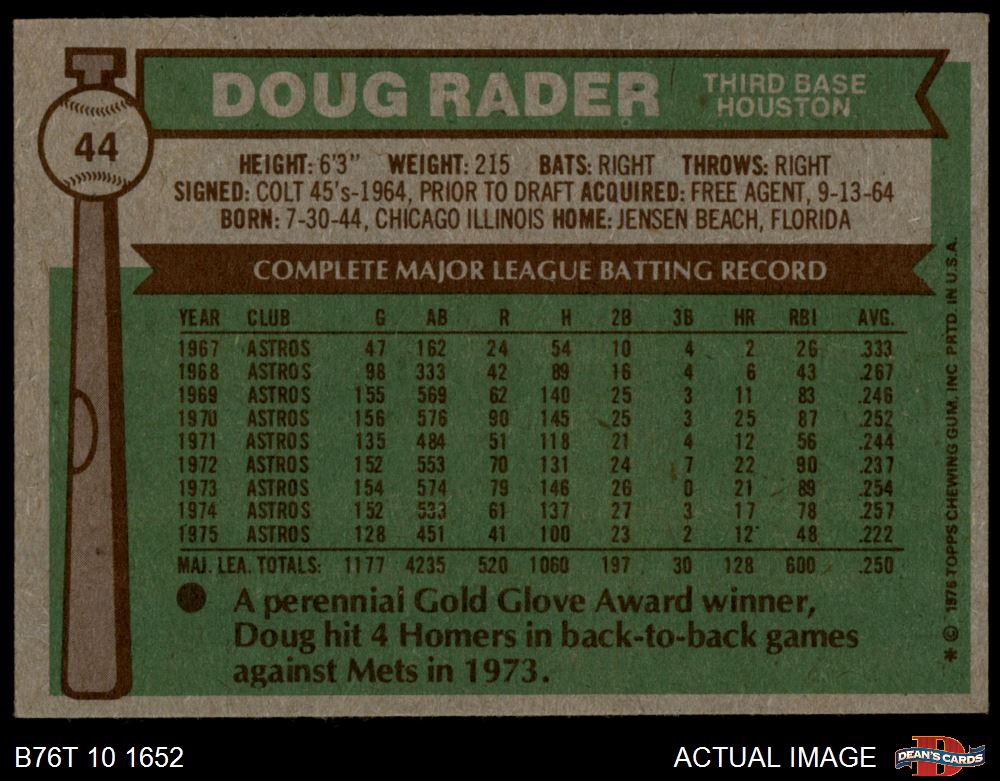 DOUG RADER
THIRD BASE
HOUSTON
44
HEIGHT: 6'3" WEIGHT: 215 BATS: RIGHT THROWS: RIGHT
SIGNED: COLT 45's-1964, PRIOR TO DRAFT ACQUIRED: FREE AGENT, 9-13-64
BORN: 7-30-44, CHICAGO ILLINOIS HOME: JENSEN BEACH, FLORIDA
COMPLETE MAJOR LEAGUE BATTING RECORD
YEAR CLUB G AB R H 2B 3B HR RBI AVG.
1967 ASTROS 47 162 24 54 10 4 2 26 .333
1968 ASTROS 98 333 42 89 16 4 6 43 .267
1969 ASTROS 155 569 62 140 25 3 11 83 .246
1970 ASTROS 156 576 90 145 25 3 25 87 .252
1971 ASTROS 135 484 51 118 21 4 12 56 .244
1972 ASTROS 152 553 70 131 24 7 22 90 .237
1973 ASTROS 154 574 79 146 26 0 21 89 .254
1974 ASTROS 152 533 61 137 27 3 17 78 .257
1975 ASTROS 128 451 41 100 23 2 12 48 .222
MAJ. LEA. TOTALS: 1177 4235 520 1060 197 30 128 600 .250
● A perennial Gold Glove Award winner,
Doug hit 4 Homers in back-to-back games
against Mets in 1973.
* © 1976 TOPPS CHEWING GUM, INC PRTD. IN U.S.A.
B76T 10 1652
ACTUAL IMAGE
DEAN'S CARDS